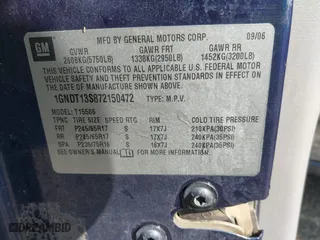 GM
MFD BY GENERAL MOTORS CORP.
09/06
GVWR GAWR FRT GAWR RR
2608KG(5750LB) 1338KG(2950LB) 1452KG(3200LB)
THIS VEHICLE CONFORMS TO ALL APPLICABLE
U.S. FEDERAL MOTOR VEHICLE SAFETY AND
THEFT PREVENTION STANDARDS IN EFFECT ON
THE DATE OF MANUFACTURE SHOWN ABOVE.
1GNDT13S872150472 TYPE: M.P.V.
MODEL: T15506
TPNC TIRE SIZE SPEED RTG RIM COLD TIRE PRESSURE
FRT P245/65R17 S 17X7J 210KPA(30PSI)
RR P245/65R17 S 17X7J 240KPA(35PSI)
SPA P235/75R16 S 16X7J 240KPA(35PSI)
SEE OWNER'S MANUAL FOR MORE INFORMATION.
DREAMBID